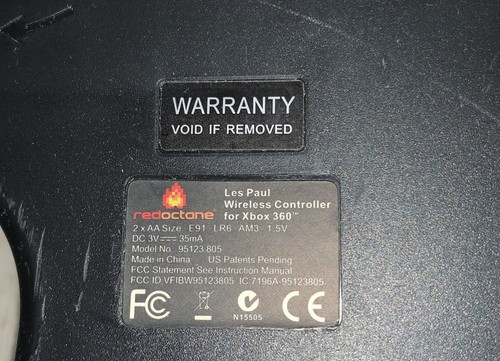 WARRANTY
VOID IF REMOVED
redoctane
Les Paul
Wireless Controller
for Xbox 360™
2 x AA Size E91 LR6 AM3 1.5V
DC 3V⎓35mA
Model No. 95123.805
Made in China US Patents Pending
FCC Statement See Instruction Manual
FCC ID VFIBW95123805 IC 7196A-95123805
FC CE
N15505